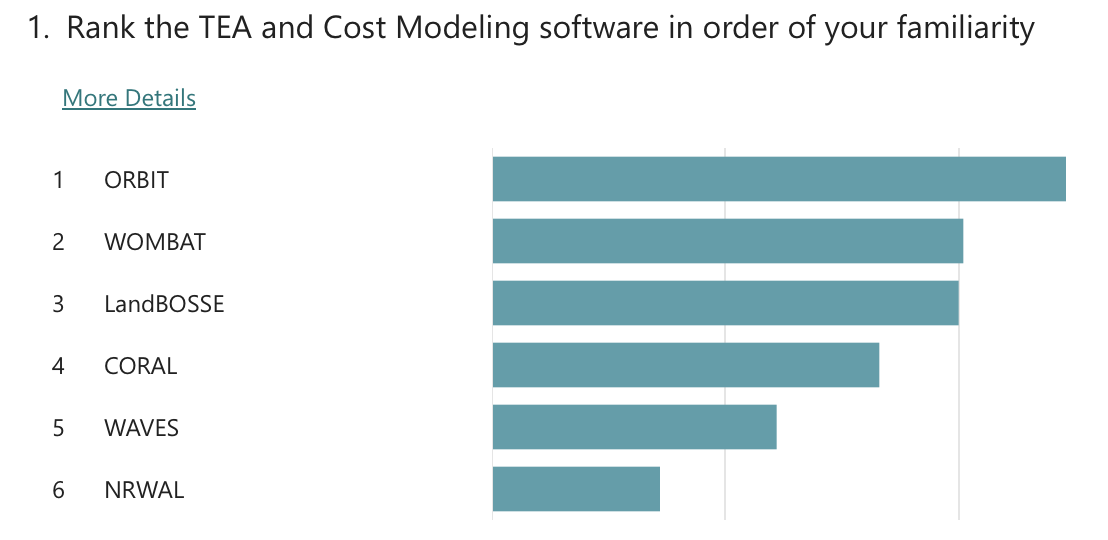 1. Rank the TEA and Cost Modeling software in order of your familiarity
More Details
1 ORBIT
2 WOMBAT
3 LandBOSSE
4 CORAL
5 WAVES
6 NRWAL